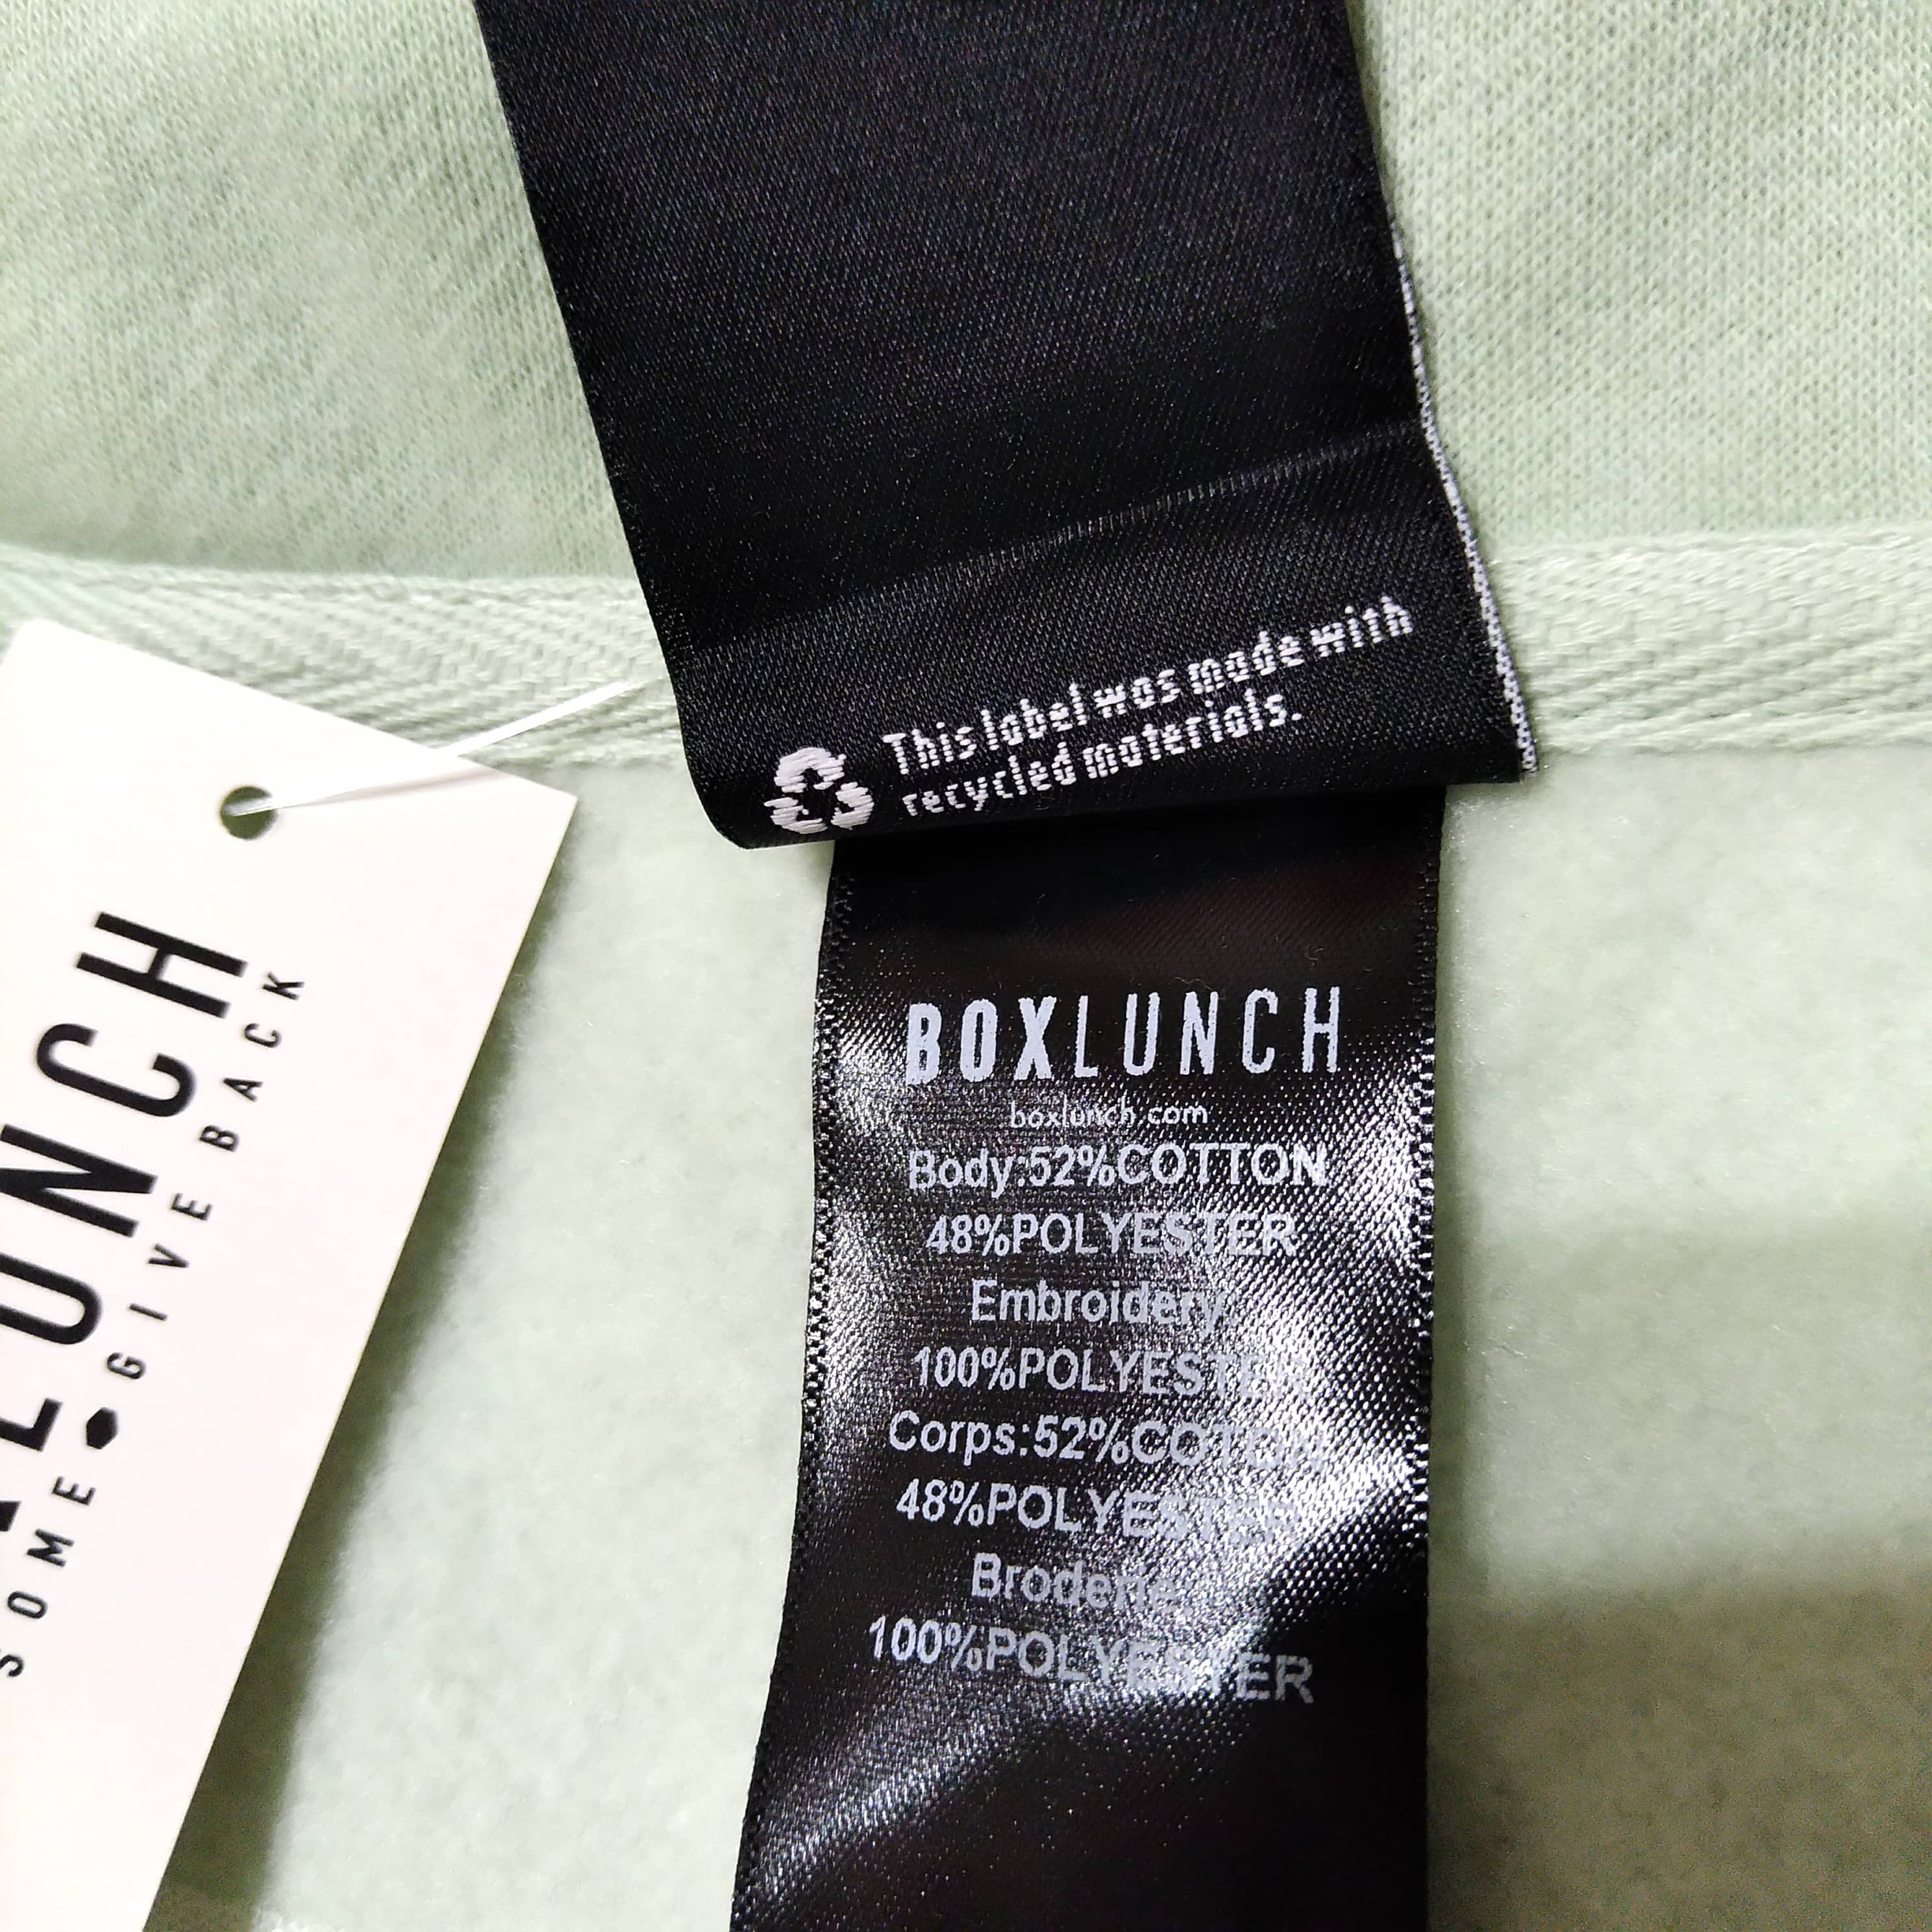 This label was made with
recycled materials.
BOXLUNCH
boxlunch.com
Body:52%COTTON
48%POLYESTER
Embroidery
100%POLYESTER
Corps:52%COTON
48%POLYESTER
Broderie
100%POLYESTER
LUNCH
SOME GIVE BACK